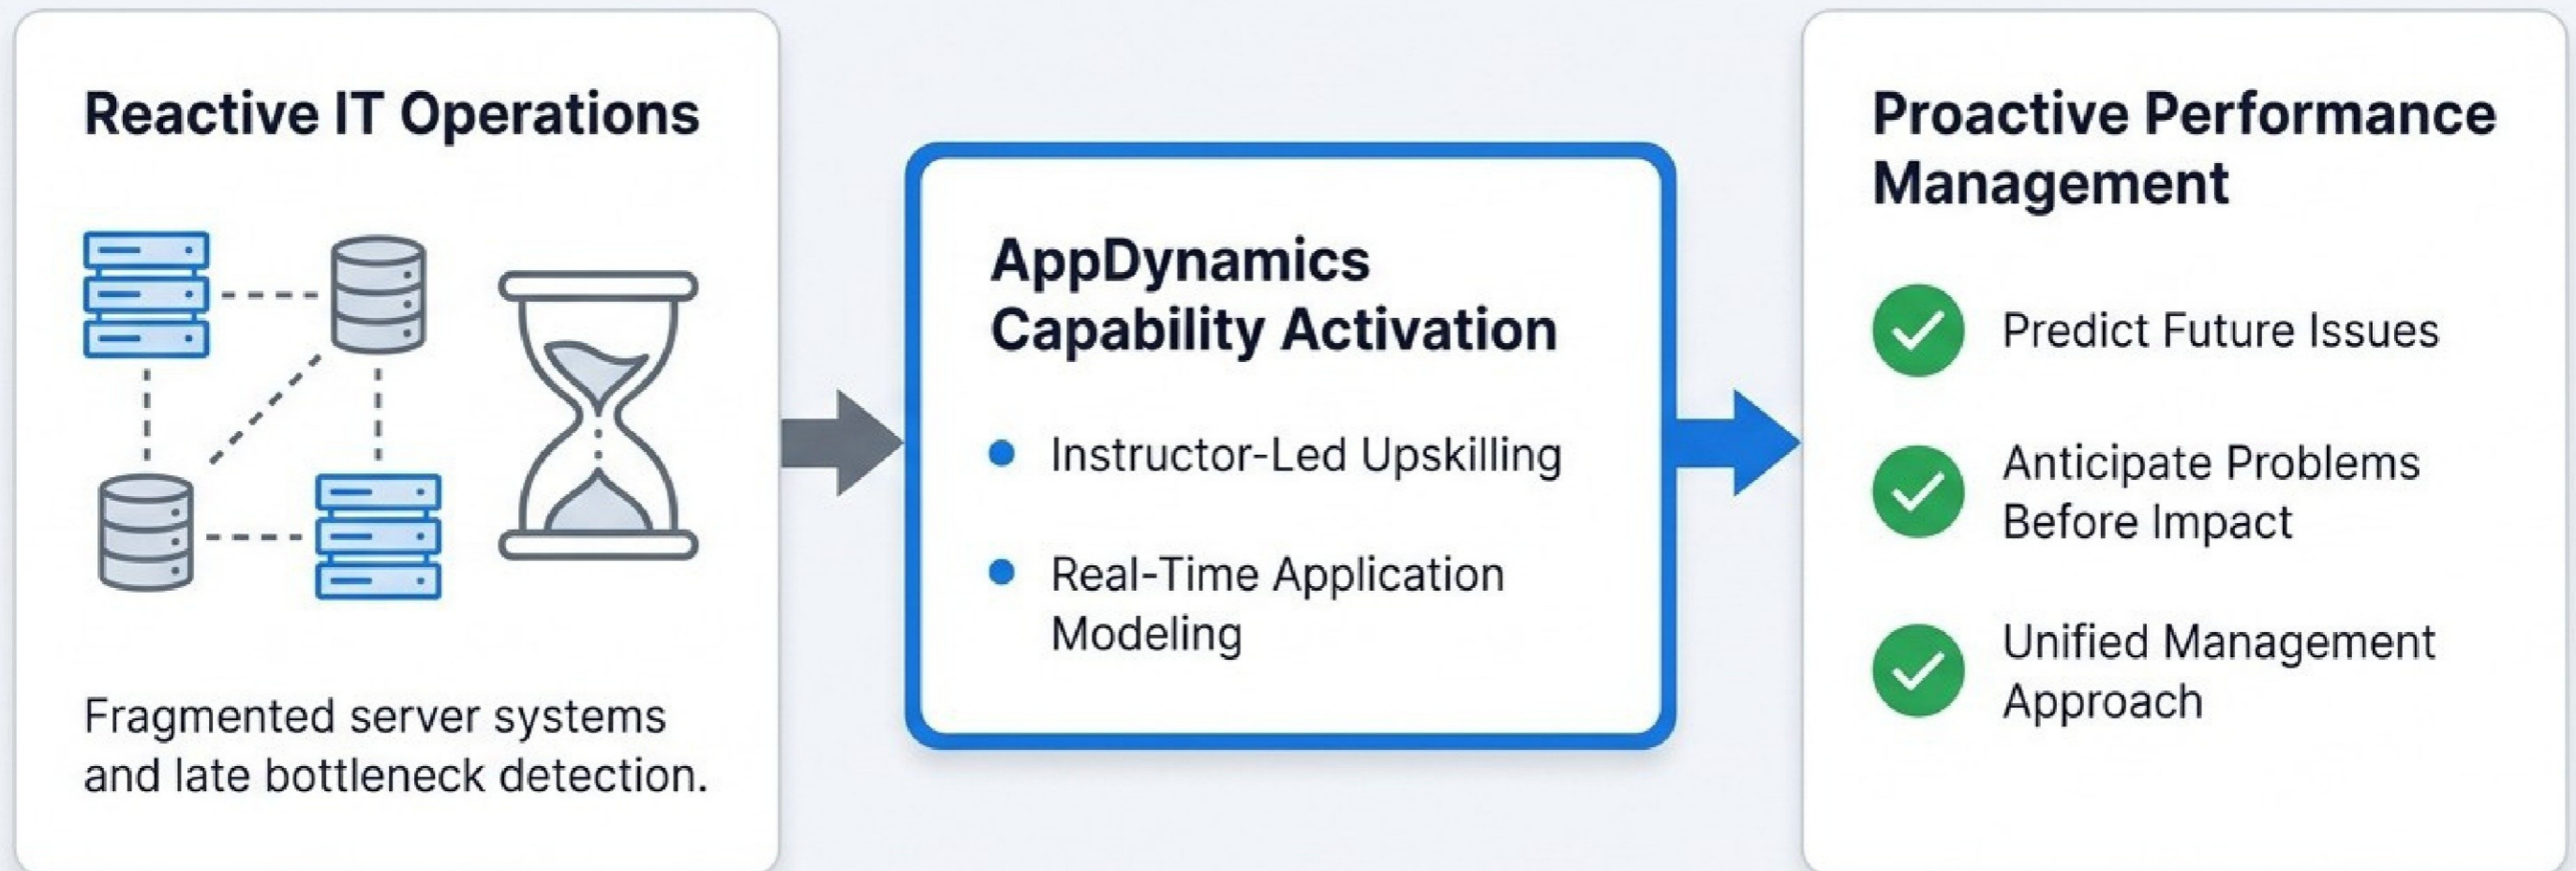 Reactive IT Operations
Fragmented server systems
and late bottleneck detection.
AppDynamics
Capability Activation
Instructor-Led Upskilling
Real-Time Application
Modeling
Proactive Performance
Management
Predict Future Issues
Anticipate Problems
Before Impact
Unified Management
Approach